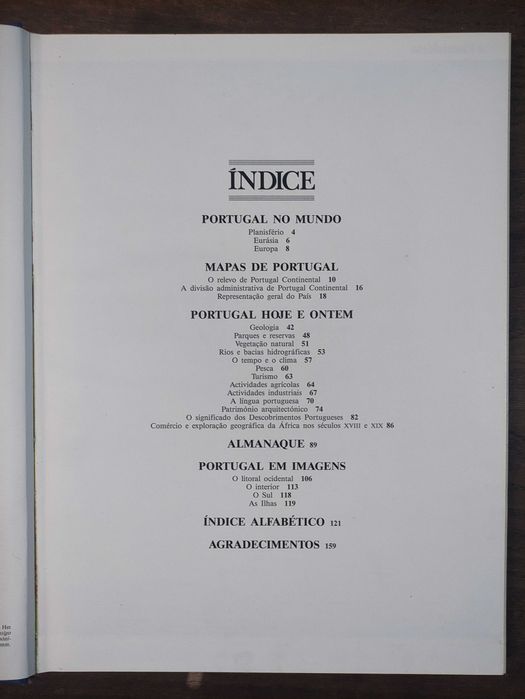 ÍNDICE
PORTUGAL NO MUNDO
Planisfério 4
Eurásia 6
Europa 8
MAPAS DE PORTUGAL
O relevo de Portugal Continental 10
A divisão administrativa de Portugal Continental 16
Representação geral do País 18
PORTUGAL HOJE E ONTEM
Geologia 42
Parques e reservas 48
Vegetação natural 51
Rios e bacias hidrográficas 53
O tempo e o clima 57
Pesca 60
Turismo 63
Actividades agrícolas 64
Actividades industriais 67
A língua portuguesa 70
Património arquitectónico 74
O significado dos Descobrimentos Portugueses 82
Comércio e exploração geográfica da África nos séculos XVIII e XIX 86
ALMANAQUE 89
PORTUGAL EM IMAGENS
O litoral ocidental 106
O interior 113
O Sul 118
As Ilhas 119
ÍNDICE ALFABÉTICO 121
AGRADECIMENTOS 159